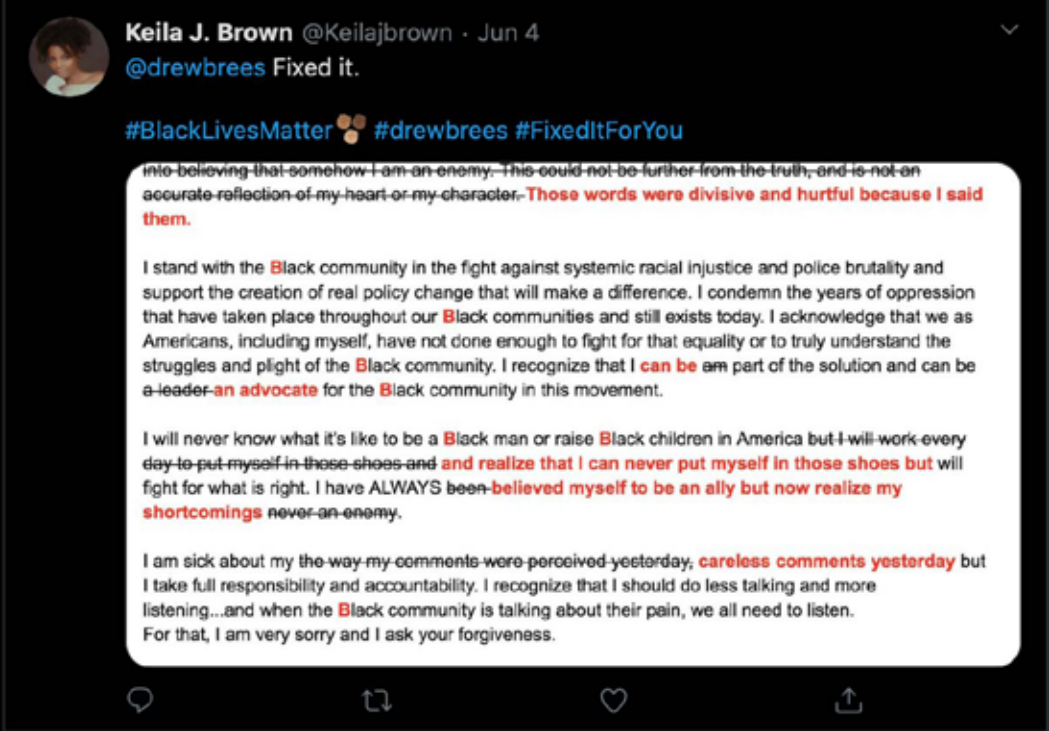 Keila J. Brown @Keilajbrown · Jun 4
@drewbrees Fixed it.
#BlackLivesMatter #drewbrees #FixedItForYou
into believing that somehow I am an enemy. This could not be further from the truth, and is not an
accurate reflection of my heart or my character. Those words were divisive and hurtful because I said
them.
I stand with the Black community in the fight against systemic racial injustice and police brutality and
support the creation of real policy change that will make a difference. I condemn the years of oppression
that have taken place throughout our Black communities and still exists today. I acknowledge that we as
Americans, including myself, have not done enough to fight for that equality or to truly understand the
struggles and plight of the Black community. I recognize that I can be am part of the solution and can be
a leader an advocate for the Black community in this movement.
I will never know what it's like to be a Black man or raise Black children in America but I will work every
day to put myself in those shoes and and realize that I can never put myself in those shoes but will
fight for what is right. I have ALWAYS been believed myself to be an ally but now realize my
shortcomings never an enemy.
I am sick about my the way my comments were perceived yesterday, careless comments yesterday but
I take full responsibility and accountability. I recognize that I should do less talking and more
listening...and when the Black community is talking about their pain, we all need to listen.
For that, I am very sorry and I ask your forgiveness.